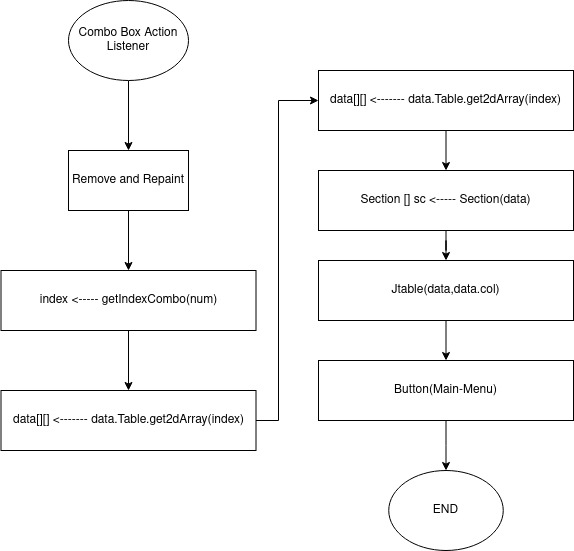 Combo Box Action
Listener
Remove and Repaint
index <----- getIndexCombo(num)
data[][] <------- data.Table.get2dArray(index)
data[][] <------- data.Table.get2dArray(index)
Section [] sc <----- Section(data)
Jtable(data,data.col)
Button(Main-Menu)
END